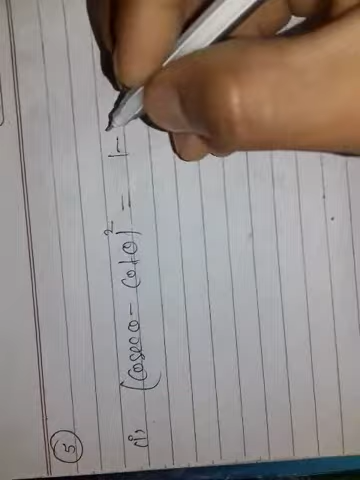 5
i, (cosecθ - cotθ)² = 1-